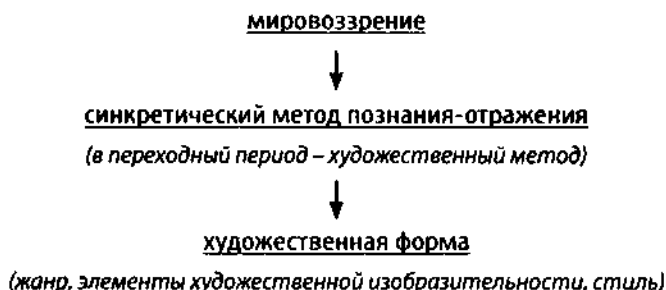 мировоззрение
синкретический метод познания-отражения
(в переходный период – художественный метод)
художественная форма
(жанр, элементы художественной изобразительности, стиль)